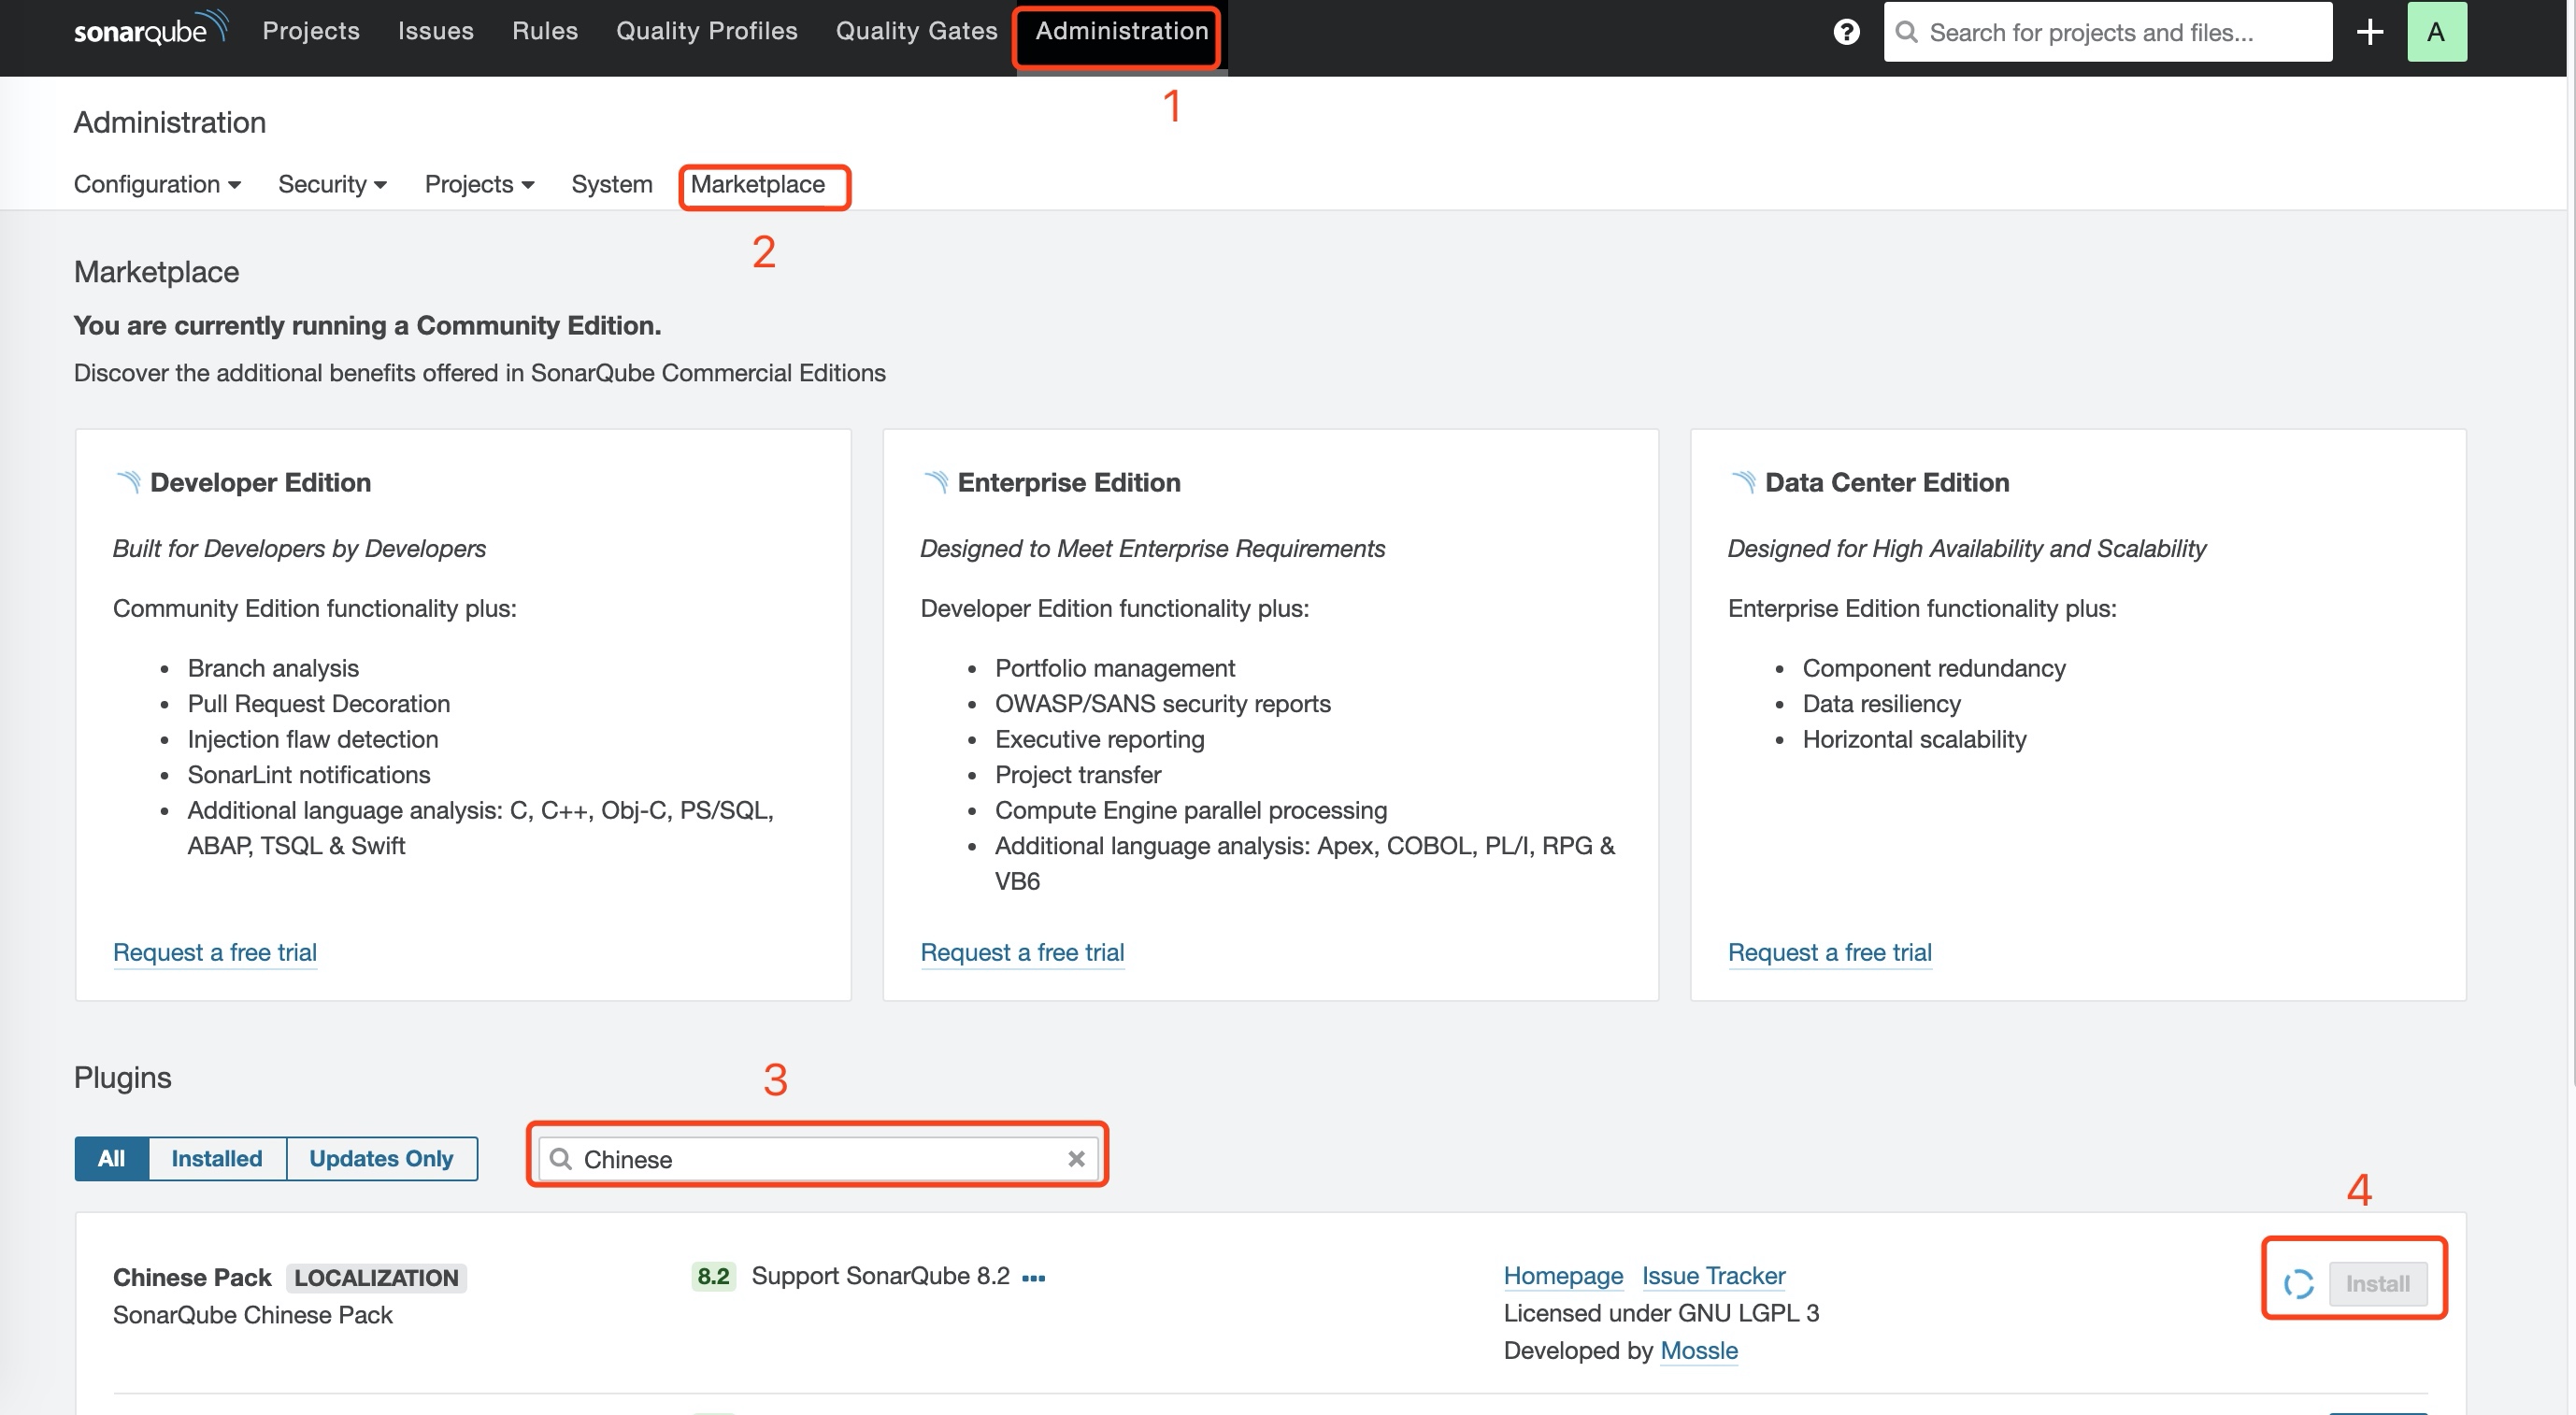 sonarqube Projects Issues Rules Quality Profiles Quality Gates Administration Search for projects and files... A
1
Administration
Configuration Security Projects System Marketplace
2
Marketplace
You are currently running a Community Edition.
Discover the additional benefits offered in SonarQube Commercial Editions
Developer Edition
Built for Developers by Developers
Community Edition functionality plus:
• Branch analysis
• Pull Request Decoration
• Injection flaw detection
• SonarLint notifications
• Additional language analysis: C, C++, Obj-C, PS/SQL,
ABAP, TSQL & Swift
Request a free trial
Enterprise Edition
Designed to Meet Enterprise Requirements
Developer Edition functionality plus:
• Portfolio management
• OWASP/SANS security reports
• Executive reporting
• Project transfer
• Compute Engine parallel processing
• Additional language analysis: Apex, COBOL, PL/I, RPG &
VB6
Request a free trial
Data Center Edition
Designed for High Availability and Scalability
Enterprise Edition functionality plus:
• Component redundancy
• Data resiliency
• Horizontal scalability
Request a free trial
Plugins
3
All Installed Updates Only Chinese
4
Chinese Pack LOCALIZATION 8.2 Support SonarQube 8.2 ... Homepage Issue Tracker Install
SonarQube Chinese Pack Licensed under GNU LGPL 3
Developed by Mossle